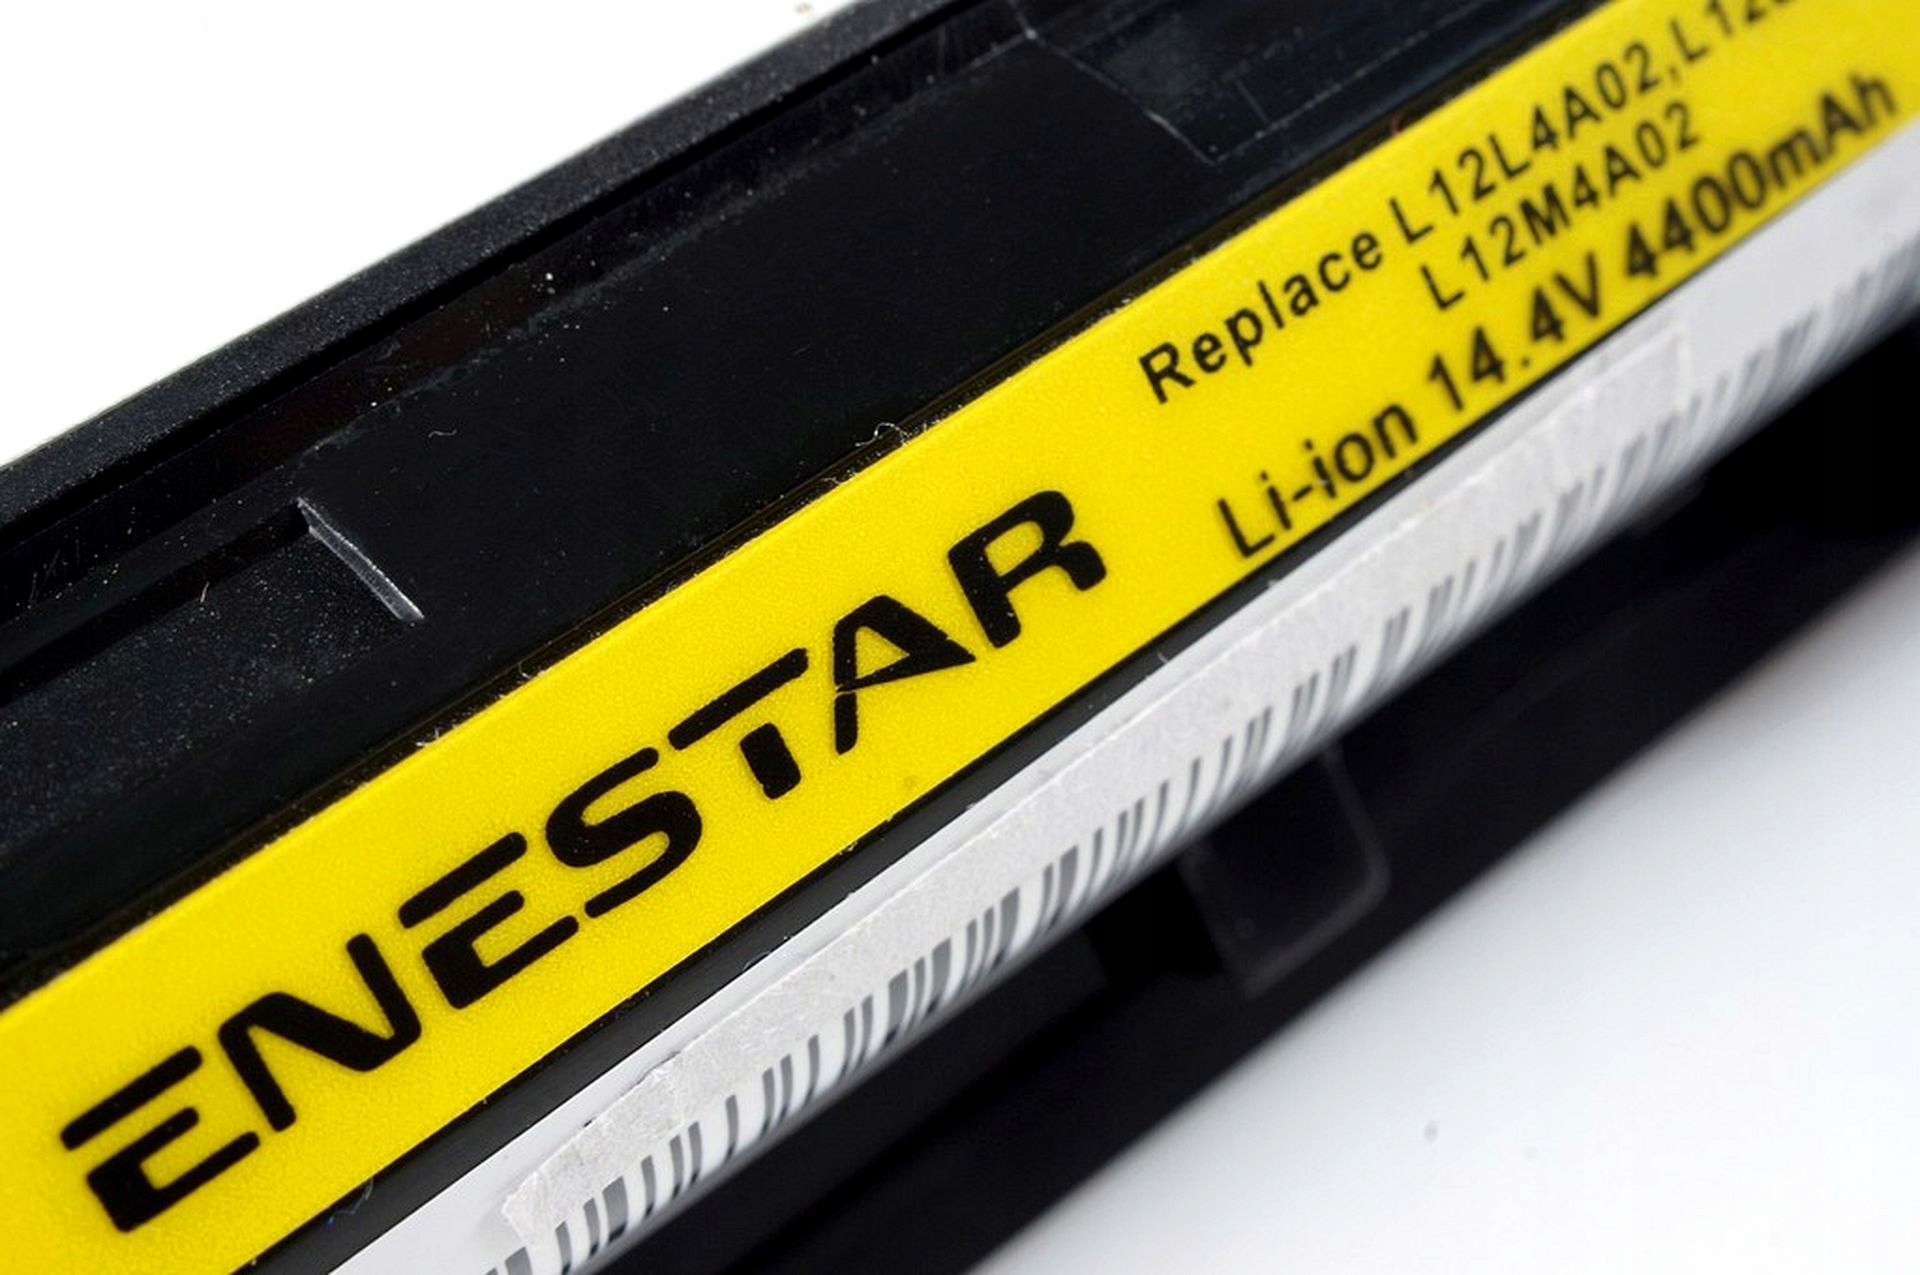 ENESTAR
Replace L12L4A02,
L12M4A02
Li-ion 14.4V 4400mAh